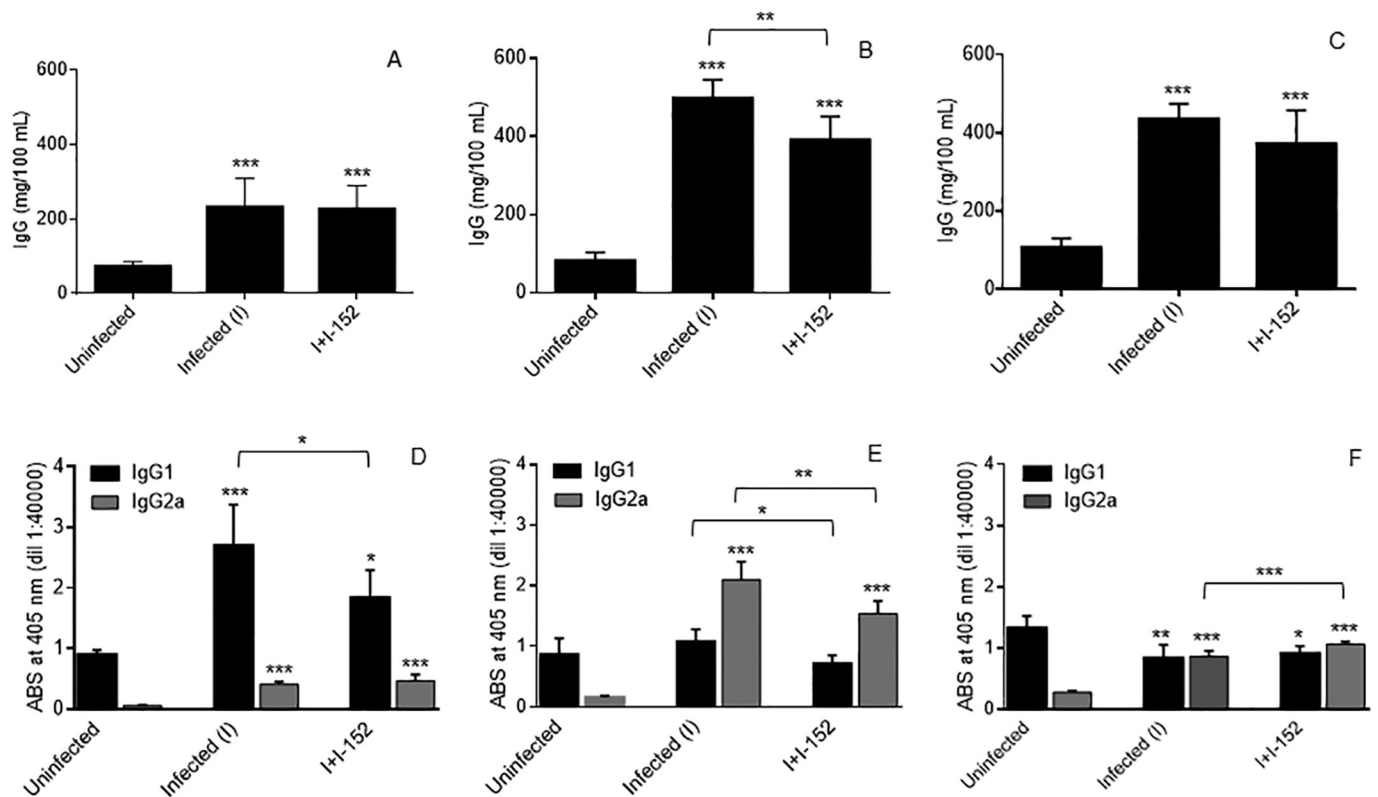 A
600
400
200
0
IgG (mg/100 mL)
***
***
Uninfected
Infected (I)
I+I-152
B
**
600
400
200
0
IgG (mg/100 mL)
***
***
Uninfected
Infected (I)
I+I-152
C
600
400
200
0
IgG (mg/100 mL)
***
***
Uninfected
Infected (I)
I+I-152
D
*
4
3
2
1
0
ABS at 405 nm (dil 1:40000)
IgG1
IgG2a
***
***
*
***
Uninfected
Infected (I)
I+I-152
E
**
*
4
3
2
1
0
ABS at 405 nm (dil 1:40000)
IgG1
IgG2a
***
***
Uninfected
Infected (I)
I+I-152
F
***
4
3
2
1
0
ABS at 405 nm (dil 1:40000)
IgG1
IgG2a
**
***
*
***
Uninfected
Infected (I)
I+I-152